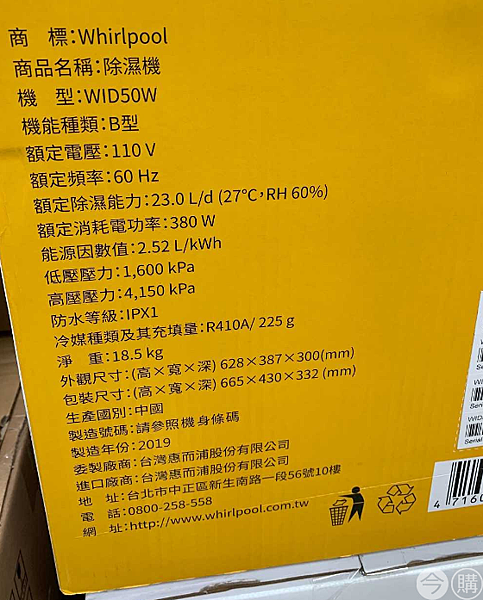 商　標：Whirlpool
商品名稱：除濕機
機　型：WID50W
機能種類：B型
額定電壓：110 V
額定頻率：60 Hz
額定除濕能力：23.0 L/d (27℃，RH 60%)
額定消耗電功率：380 W
能源因數值：2.52 L/kWh
低壓壓力：1,600 kPa
高壓壓力：4,150 kPa
防水等級：IPX1
冷媒種類及其充填量：R410A/ 225 g
淨　重：18.5 kg
外觀尺寸：(高×寬×深) 628×387×300(mm)
包裝尺寸：(高×寬×深) 665×430×332 (mm)
生產國別：中國
製造號碼：請參照機身條碼
製造年份：2019
委製廠商：台灣惠而浦股份有限公司
進口廠商：台灣惠而浦股份有限公司
地　址：台北市中正區新生南路一段56號10樓
電　話：0800-258-558
網　址：http://www.whirlpool.com.tw
4 7160
今購